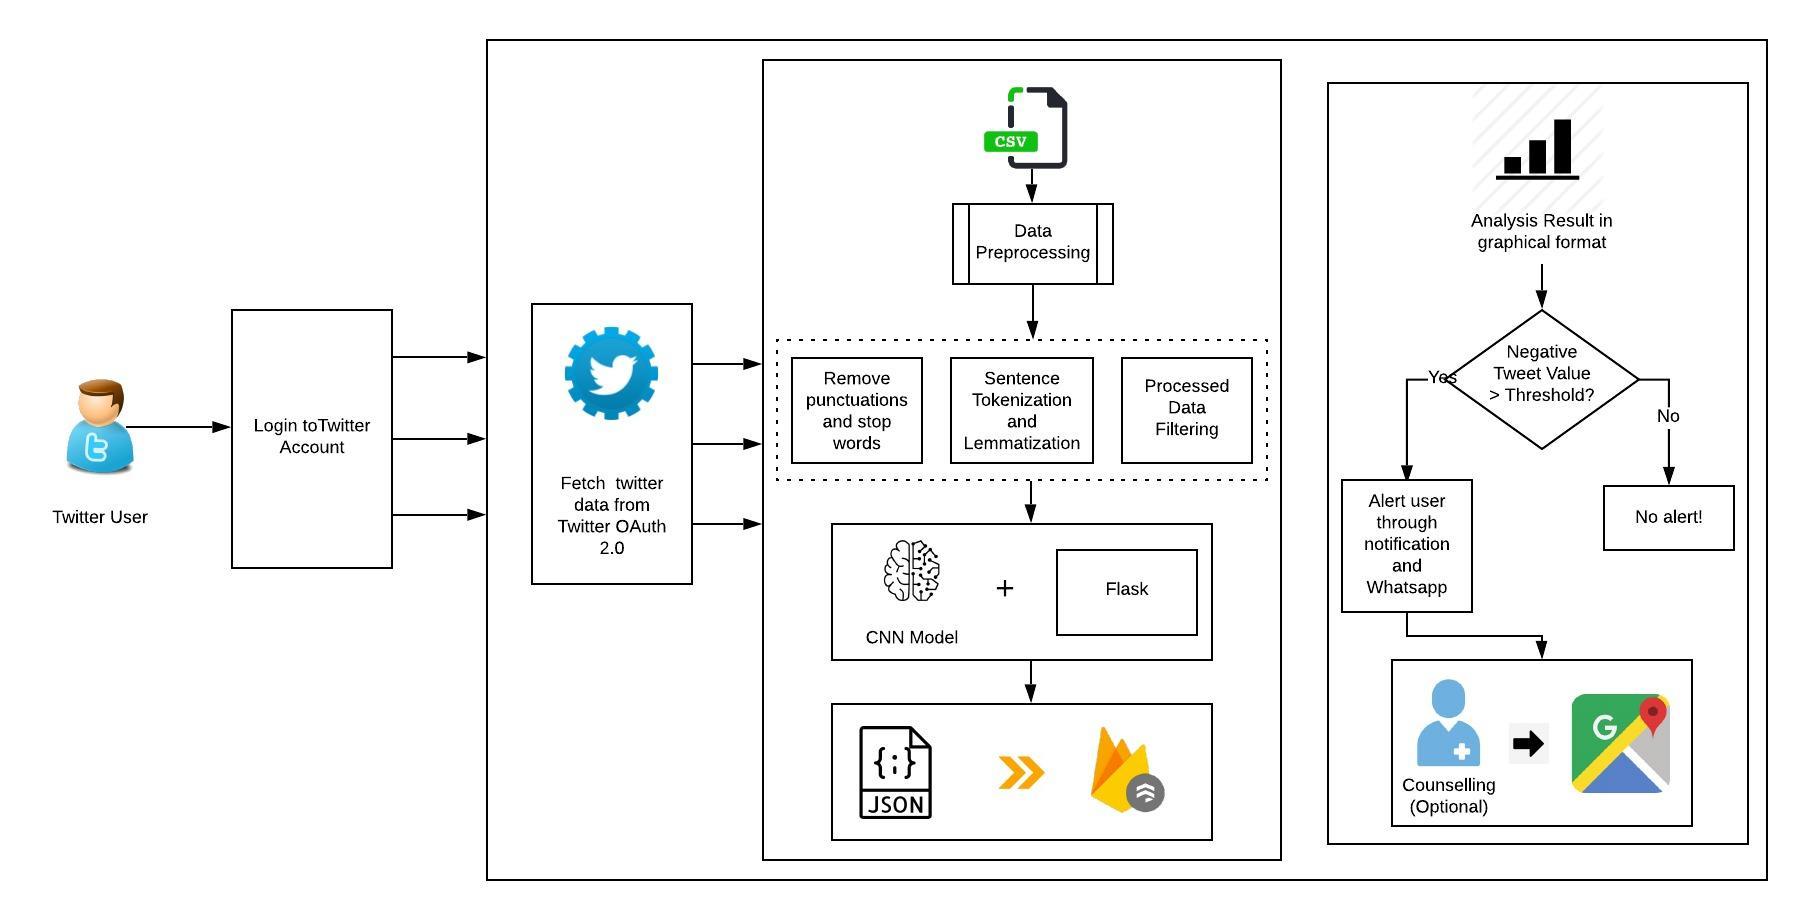 Twitter User
Login toTwitter
Account
Fetch twitter
data from
Twitter OAuth
2.0
CSV
Data
Preprocessing
Remove
punctuations
and stop
words
Sentence
Tokenization
and
Lemmatization
Processed
Data
Filtering
CNN Model
+
Flask
{;}
JSON
Analysis Result in
graphical format
Negative
Tweet Value
> Threshold?
Yes
No
Alert user
through
notification
and
Whatsapp
No alert!
Counselling
(Optional)
G